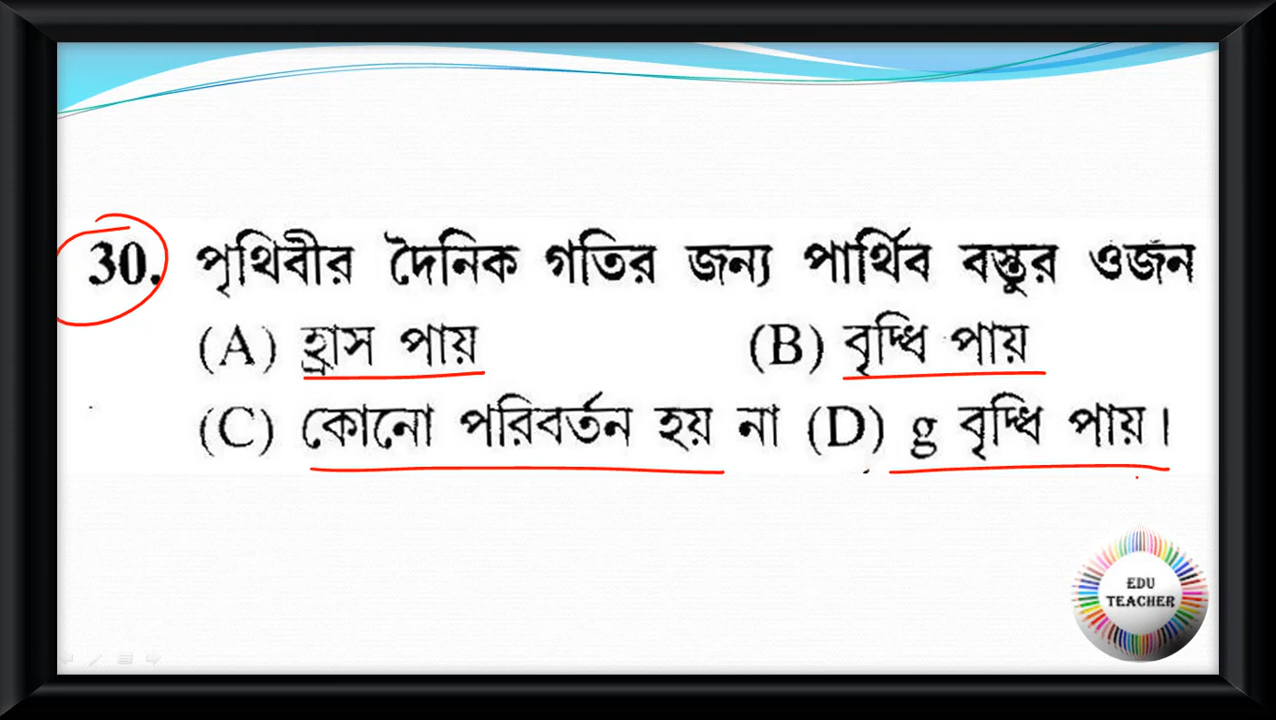 30. পৃথিবীর দৈনিক গতির জন্য পার্থিব বস্তুর ওজন
(A) হ্রাস পায় (B) বৃদ্ধি পায়
(C) কোনো পরিবর্তন হয় না (D) g বৃদ্ধি পায়।
EDU
TEACHER